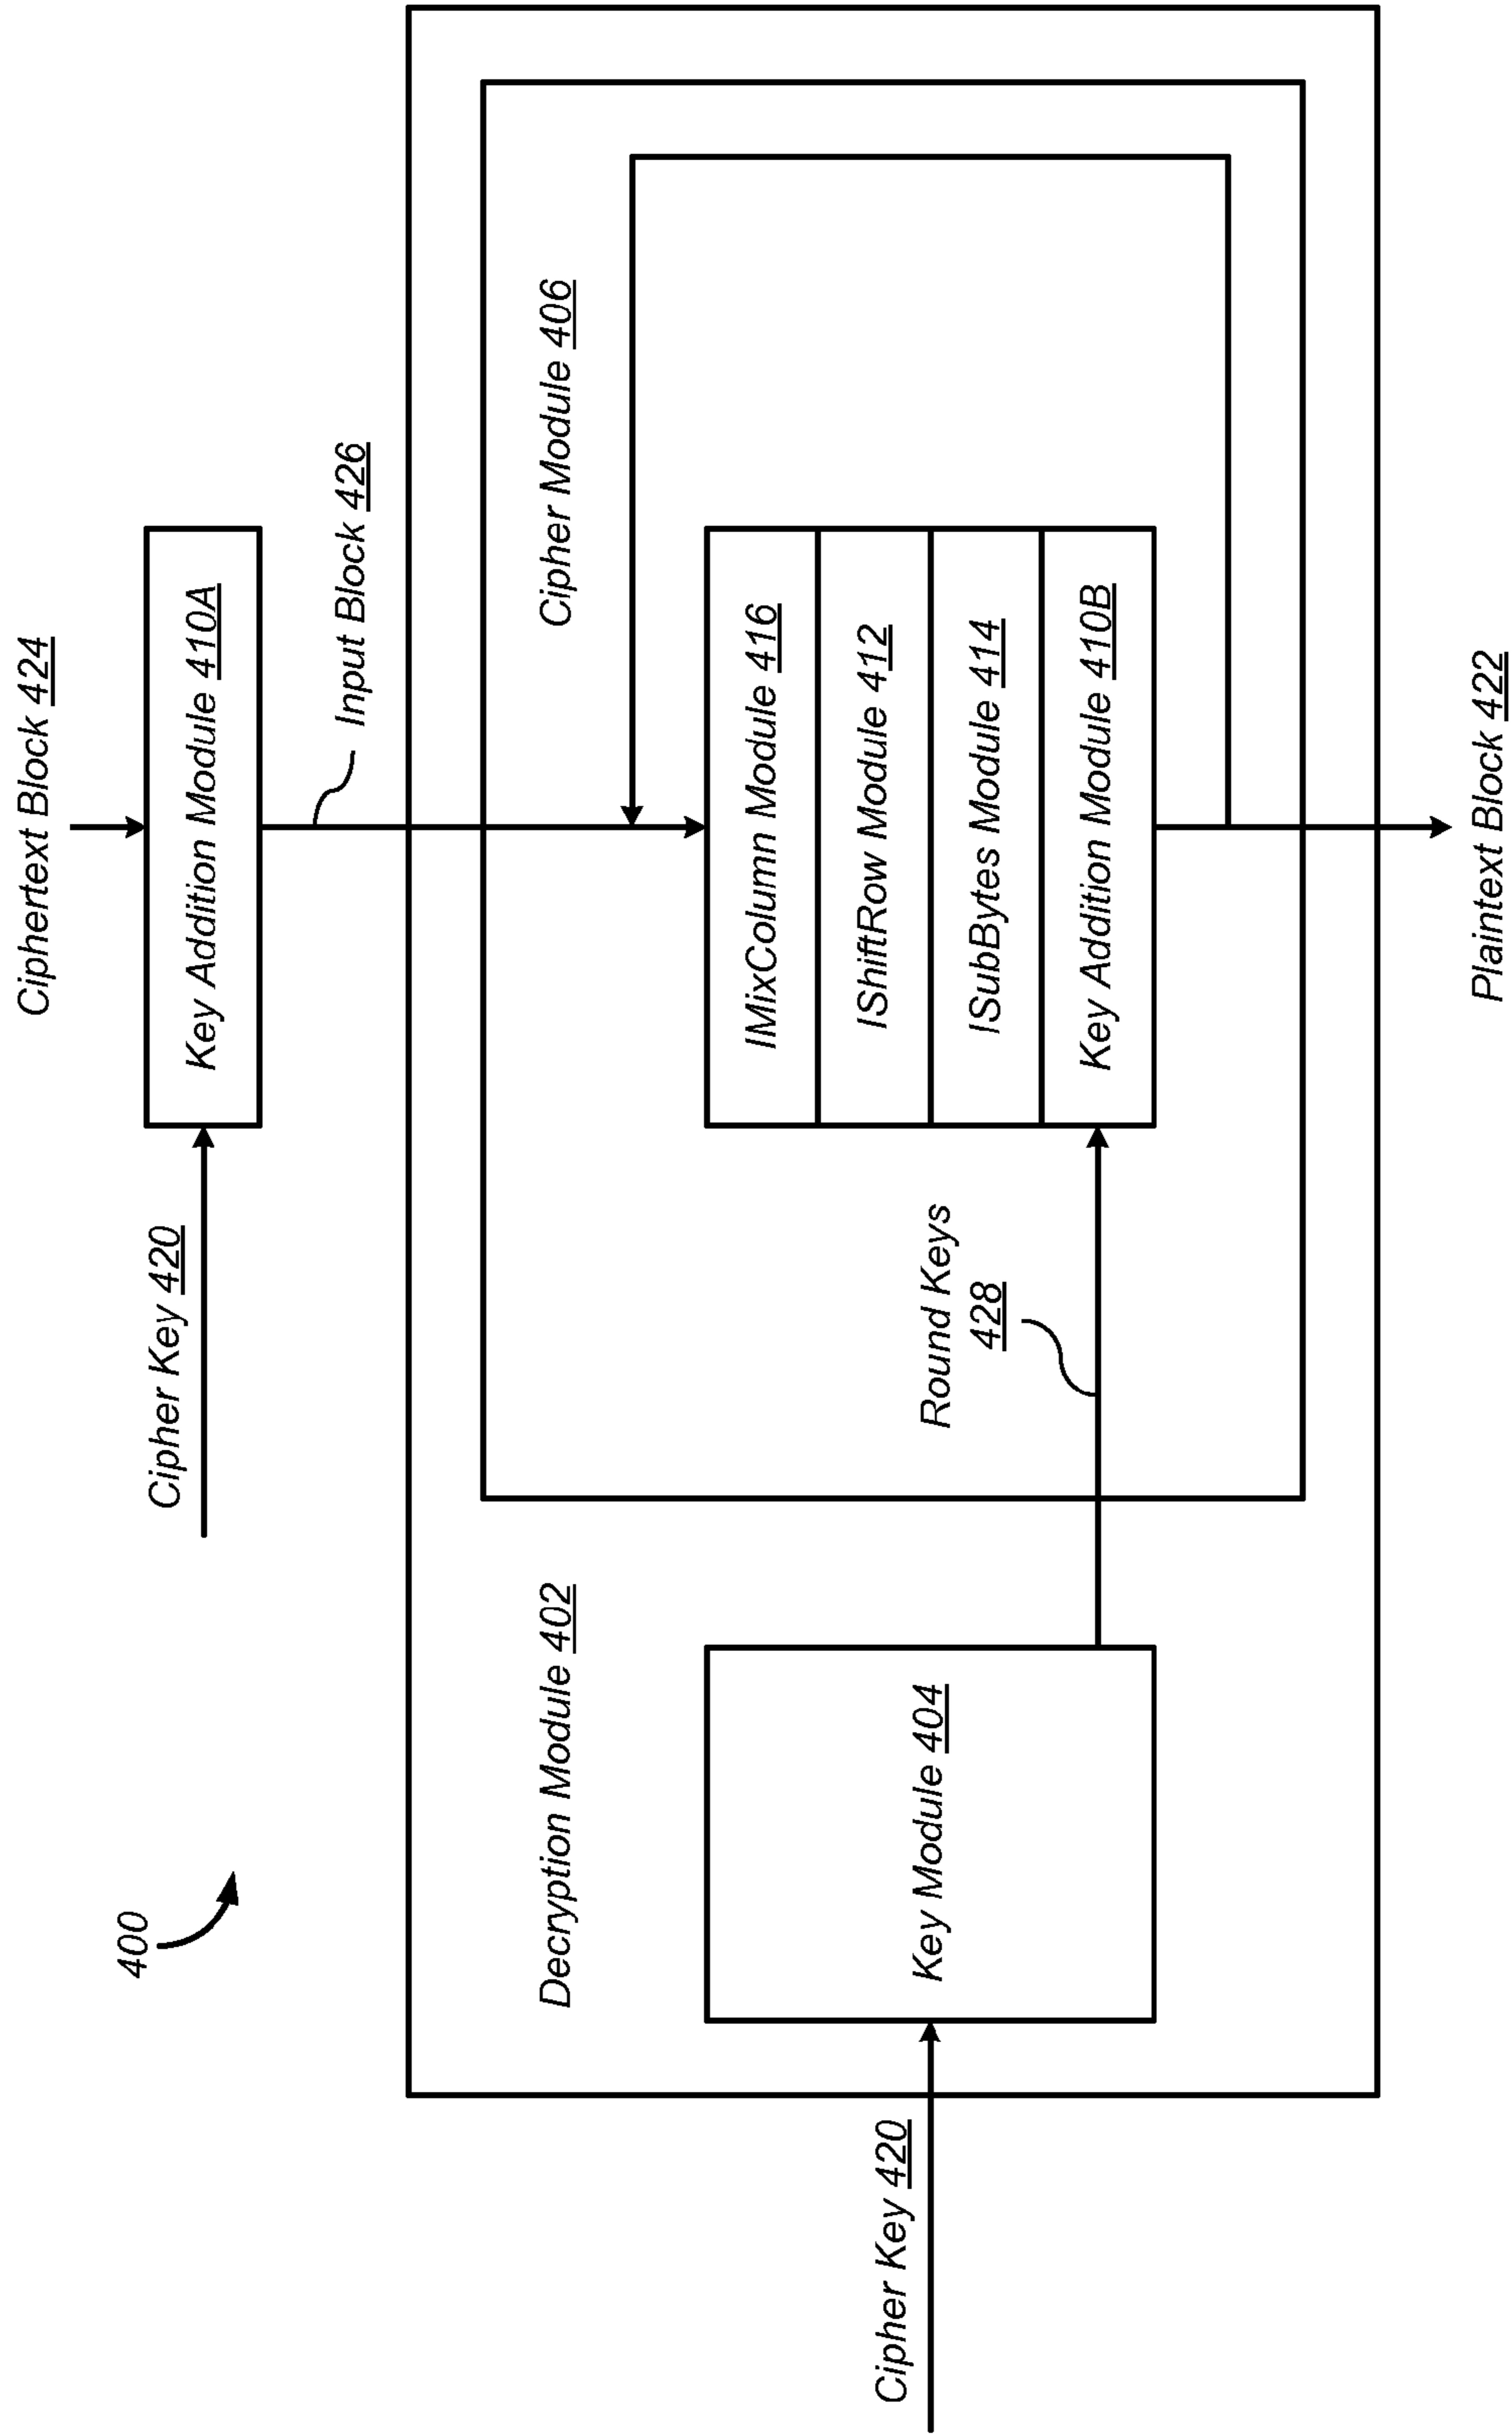 400
Ciphertext Block 424
Cipher Key 420
Key Addition Module 410A
Input Block 426
Decryption Module 402
Cipher Module 406
Cipher Key 420
Key Module 404
Round Keys
428
IMixColumn Module 416
IShiftRow Module 412
ISubBytes Module 414
Key Addition Module 410B
Plaintext Block 422